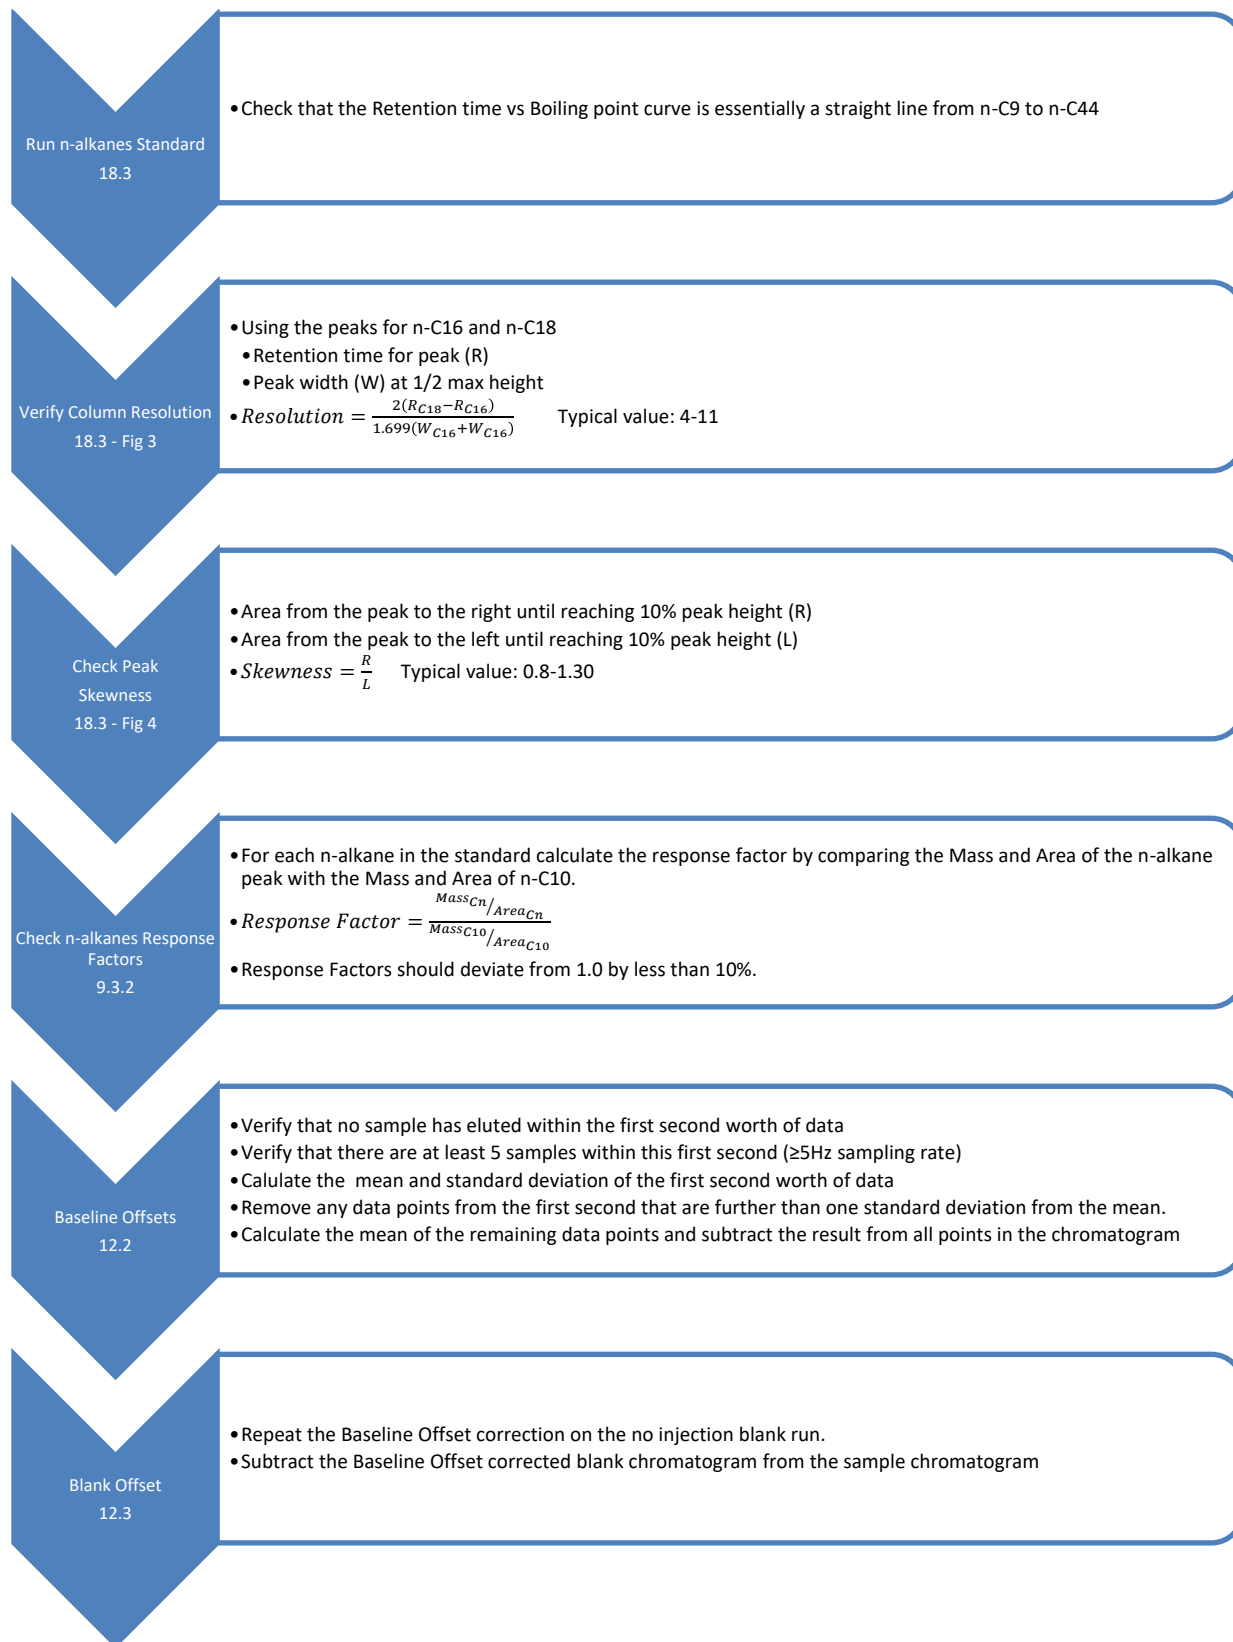 Run n-alkanes Standard
18.3
•Check that the Retention time vs Boiling point curve is essentially a straight line from n-C9 to n-C44
Verify Column Resolution
18.3 - Fig 3
•Using the peaks for n-C16 and n-C18
•Retention time for peak (R)
•Peak width (W) at 1/2 max height
•Resolution = 2(R_C18−R_C16) / 1.699(W_C16+W_C16) Typical value: 4-11
Check Peak
Skewness
18.3 - Fig 4
•Area from the peak to the right until reaching 10% peak height (R)
•Area from the peak to the left until reaching 10% peak height (L)
•Skewness = R / L Typical value: 0.8-1.30
Check n-alkanes Response
Factors
9.3.2
•For each n-alkane in the standard calculate the response factor by comparing the Mass and Area of the n-alkane
peak with the Mass and Area of n-C10.
•Response Factor = (Mass_Cn/Area_Cn) / (Mass_C10/Area_C10)
•Response Factors should deviate from 1.0 by less than 10%.
Baseline Offsets
12.2
•Verify that no sample has eluted within the first second worth of data
•Verify that there are at least 5 samples within this first second (≥5Hz sampling rate)
•Calulate the mean and standard deviation of the first second worth of data
•Remove any data points from the first second that are further than one standard deviation from the mean.
•Calculate the mean of the remaining data points and subtract the result from all points in the chromatogram
Blank Offset
12.3
•Repeat the Baseline Offset correction on the no injection blank run.
•Subtract the Baseline Offset corrected blank chromatogram from the sample chromatogram